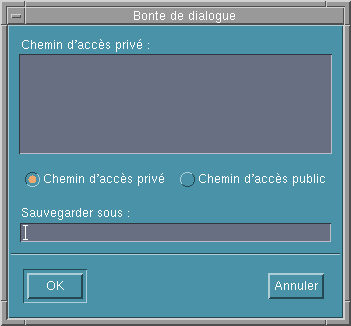 Bonte de dialogue
Chemin d'accès privé :
Chemin d'accès privé
Chemin d'accès public
Sauvegarder sous :
OK
Annuler